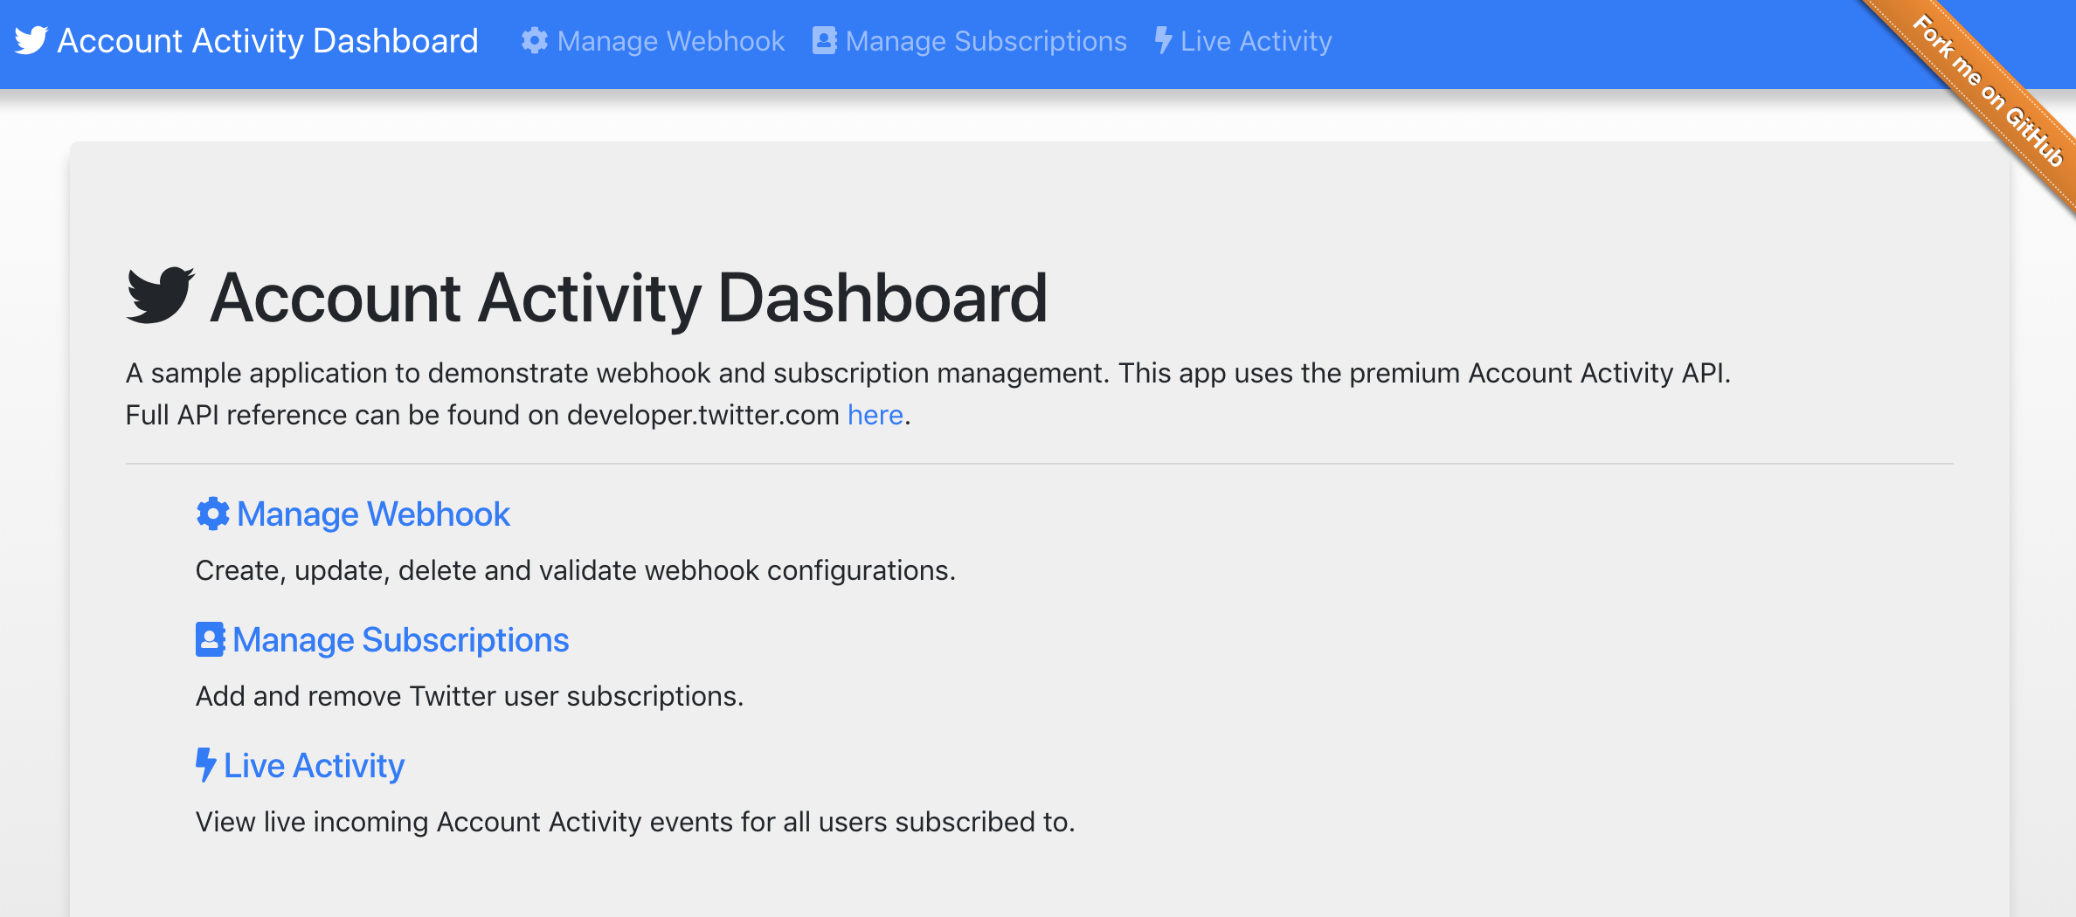 Account Activity Dashboard Manage Webhook Manage Subscriptions Live Activity
Fork me on GitHub
Account Activity Dashboard
A sample application to demonstrate webhook and subscription management. This app uses the premium Account Activity API.
Full API reference can be found on developer.twitter.com here.
Manage Webhook
Create, update, delete and validate webhook configurations.
Manage Subscriptions
Add and remove Twitter user subscriptions.
Live Activity
View live incoming Account Activity events for all users subscribed to.